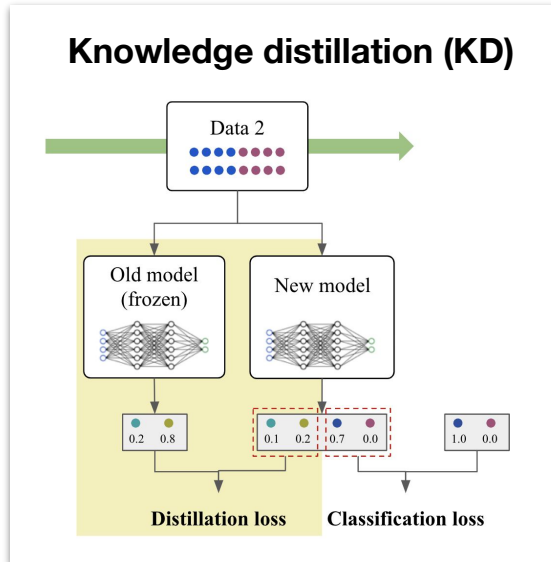 Knowledge distillation (KD)
Data 2
Old model
(frozen)
New model
0.2 0.8
0.1 0.2 0.7 0.0
1.0 0.0
Distillation loss
Classification loss